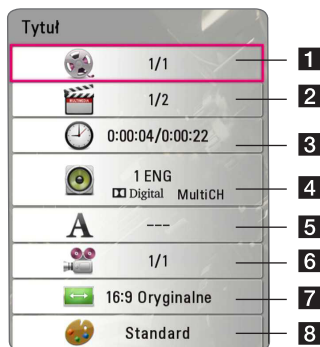 Tytuł
1/1
1
MULTIMEDIA
1/2
2
0:00:04/0:00:22
3
1 ENG
Digital MultiCH
4
A
---
5
1/1
6
16:9 Oryginalne
7
Standard
8